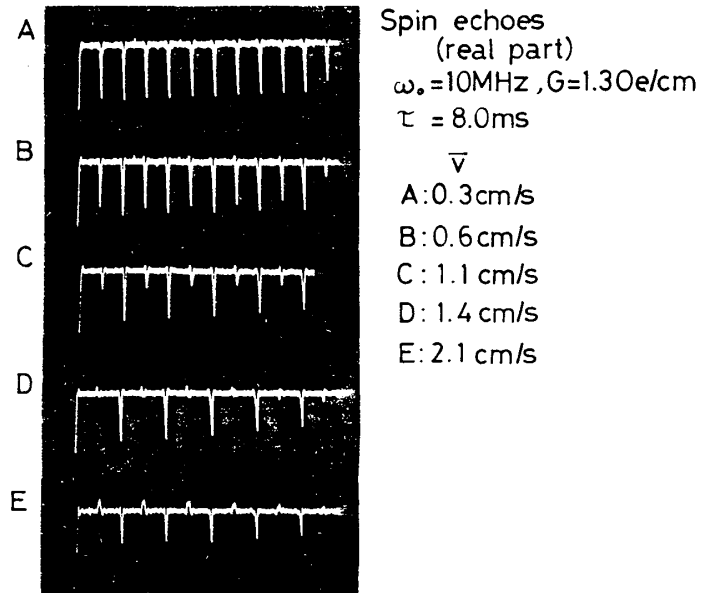 A
B
C
D
E
Spin echoes
(real part)
ω₀=10MHz, G=1.3Oe/cm
τ = 8.0ms
v̄
A: 0.3cm/s
B: 0.6cm/s
C: 1.1 cm/s
D: 1.4 cm/s
E: 2.1 cm/s